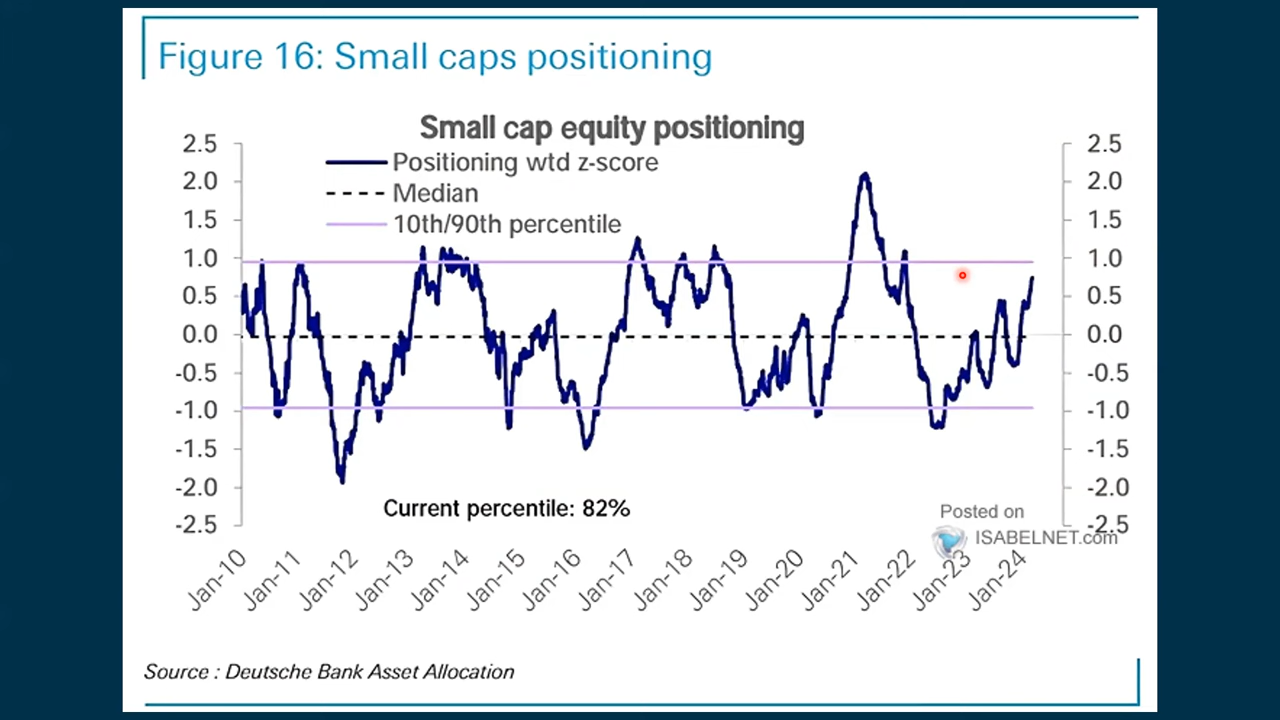 Figure 16: Small caps positioning
Small cap equity positioning
Positioning wtd z-score
Median
10th/90th percentile
2.5
2.0
1.5
1.0
0.5
0.0
-0.5
-1.0
-1.5
-2.0
-2.5
2.5
2.0
1.5
1.0
0.5
0.0
-0.5
-1.0
-1.5
-2.0
-2.5
Current percentile: 82%
Posted on
ISABELNET.com
Jan-10
Jan-11
Jan-12
Jan-13
Jan-14
Jan-15
Jan-16
Jan-17
Jan-18
Jan-19
Jan-20
Jan-21
Jan-22
Jan-23
Jan-24
Source : Deutsche Bank Asset Allocation